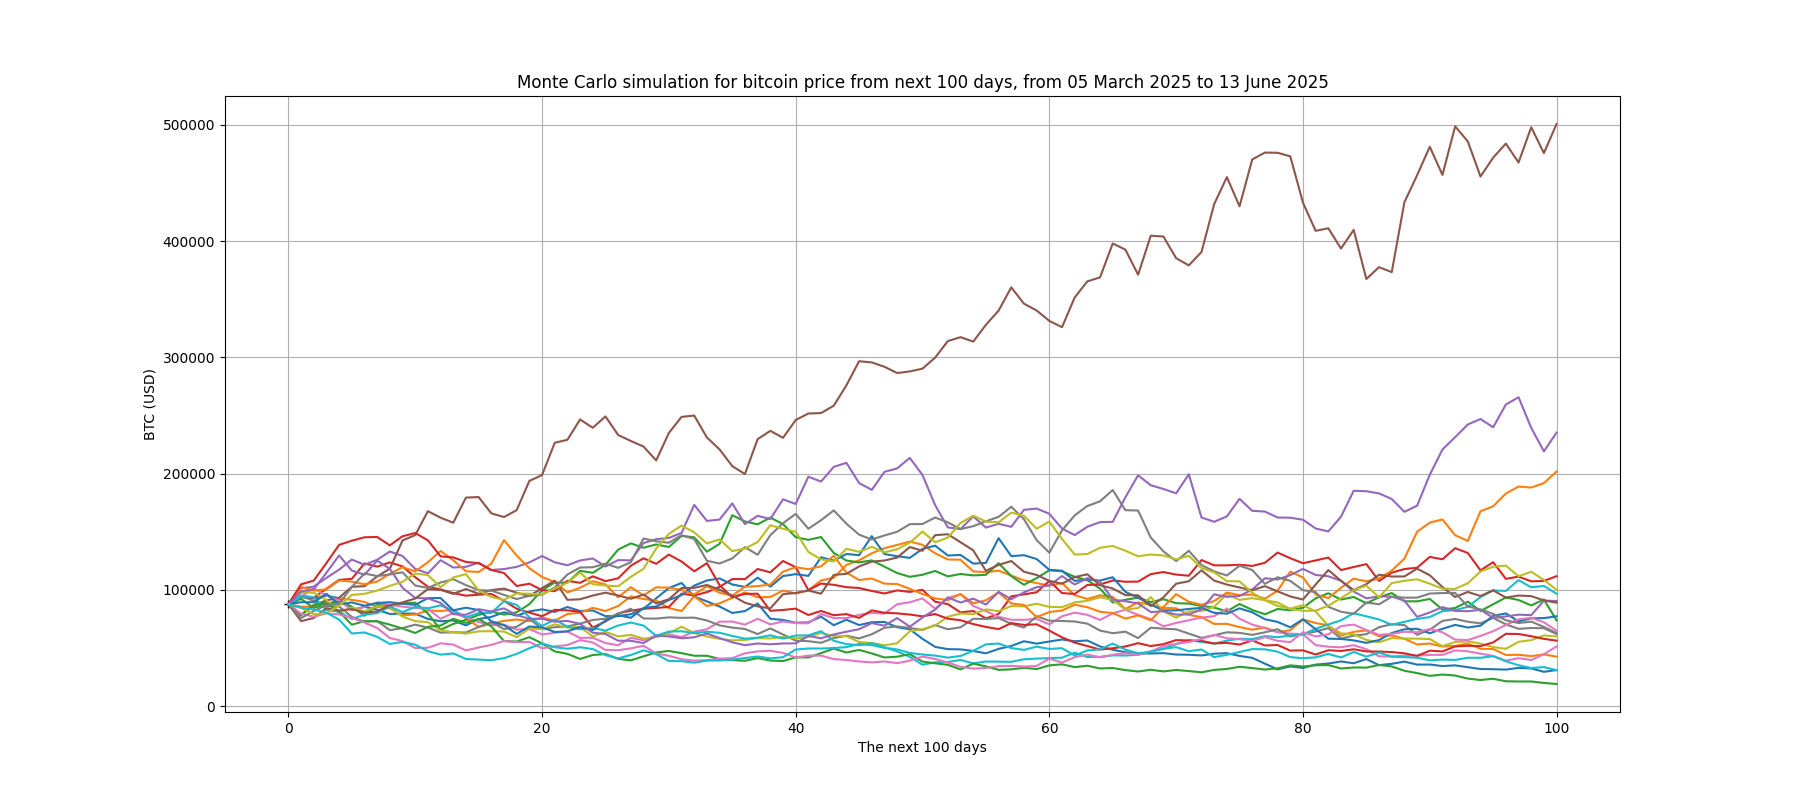 Monte Carlo simulation for bitcoin price from next 100 days, from 05 March 2025 to 13 June 2025
500000
400000
300000
200000
100000
0
BTC (USD)
0 20 40 60 80 100
The next 100 days